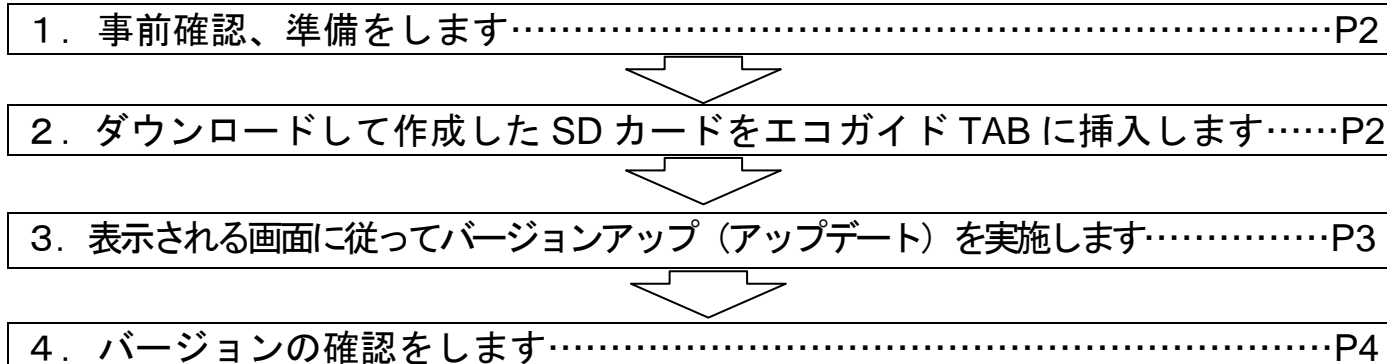 １．事前確認、準備をします…………………………………………………………P2
２．ダウンロードして作成した SD カードをエコガイド TAB に挿入します……P2
３．表示される画面に従ってバージョンアップ（アップデート）を実施します……………P3
４．バージョンの確認をします………………………………………………………P4